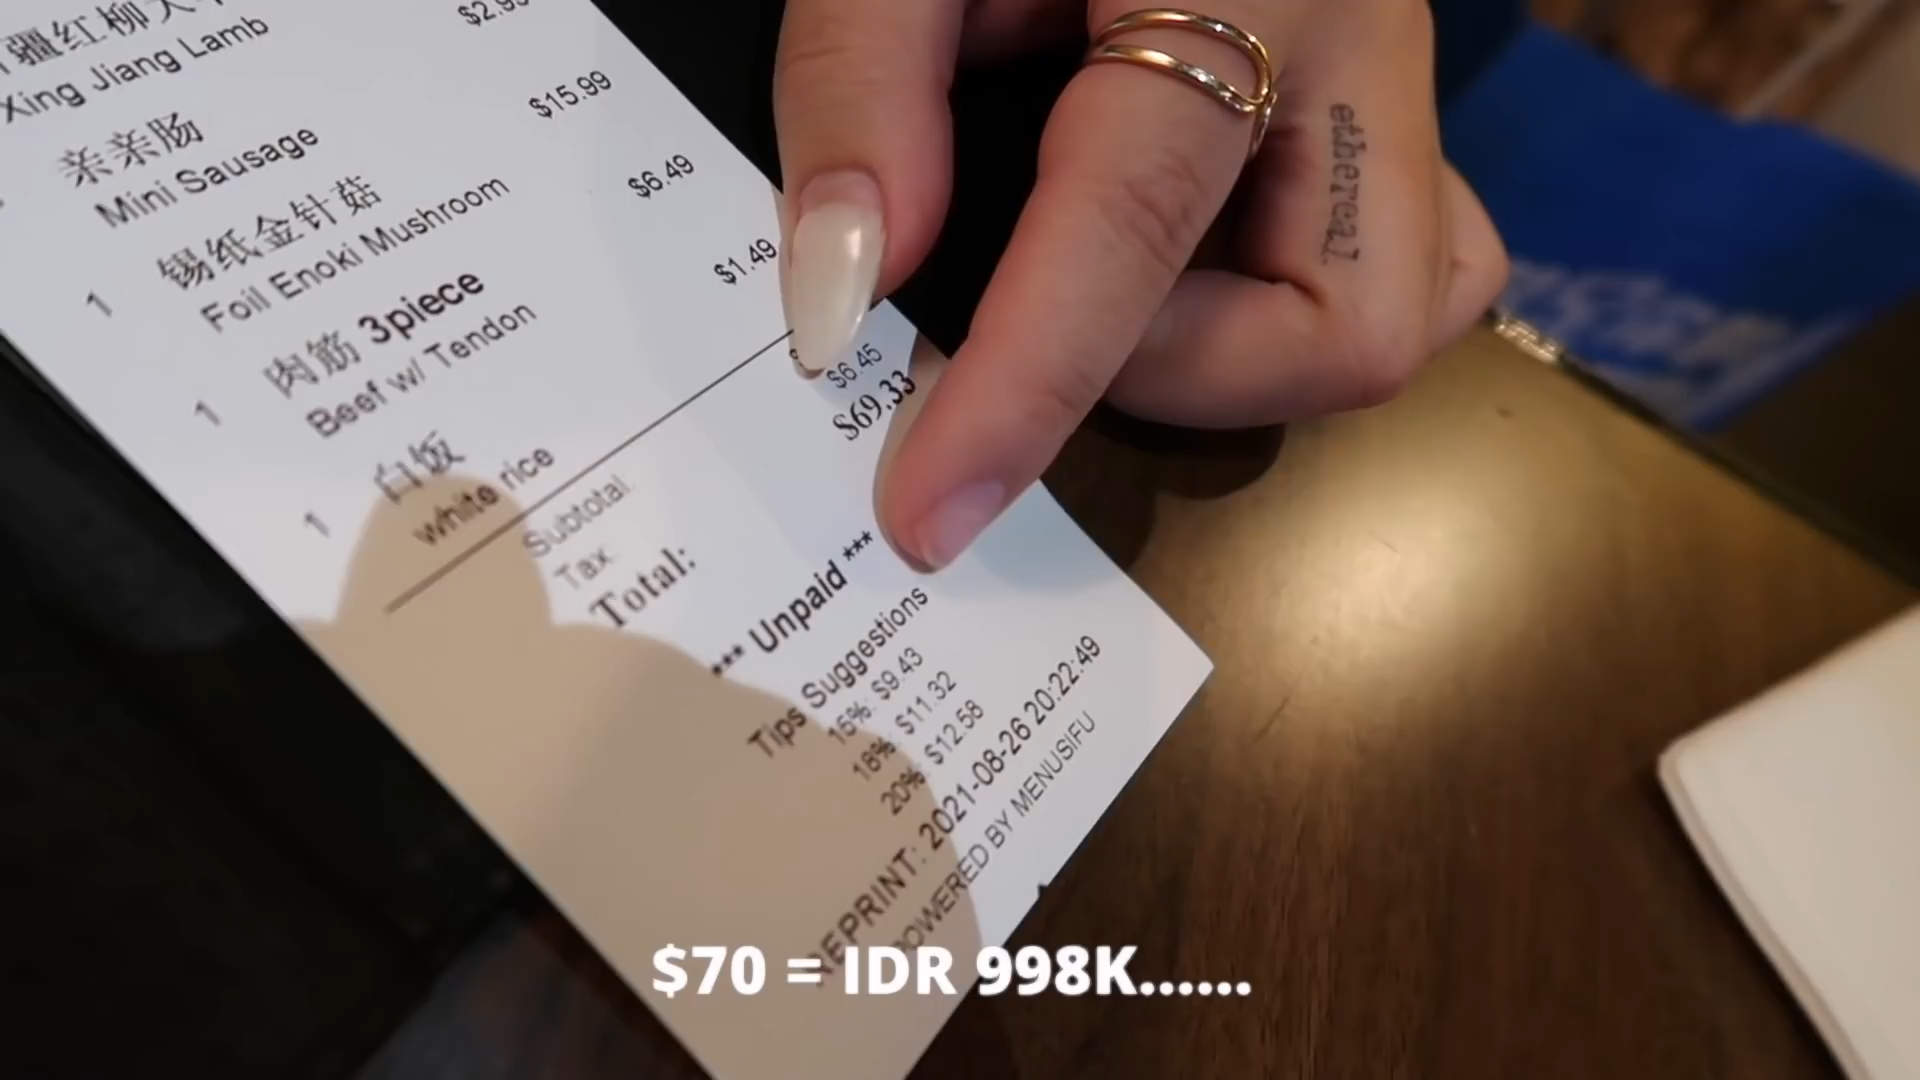 疆红柳大
Xing Jiang Lamb
亲亲肠
Mini Sausage
$15.99
1 锡纸金针菇
Foil Enoki Mushroom
$6.49
1 肉筋 3piece
Beef w/ Tendon
$1.49
1 白饭
white rice
Subtotal:
Tax: $6.45
Total: $69.33
*** Unpaid ***
Tips Suggestions
15%: $9.43
18%: $11.32
20%: $12.58
REPRINT: 2021-08-26 20:22:49
POWERED BY MENUSIFU
ethereal
$70 = IDR 998K......